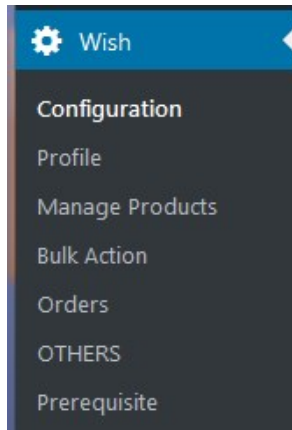 Wish
Configuration
Profile
Manage Products
Bulk Action
Orders
OTHERS
Prerequisite